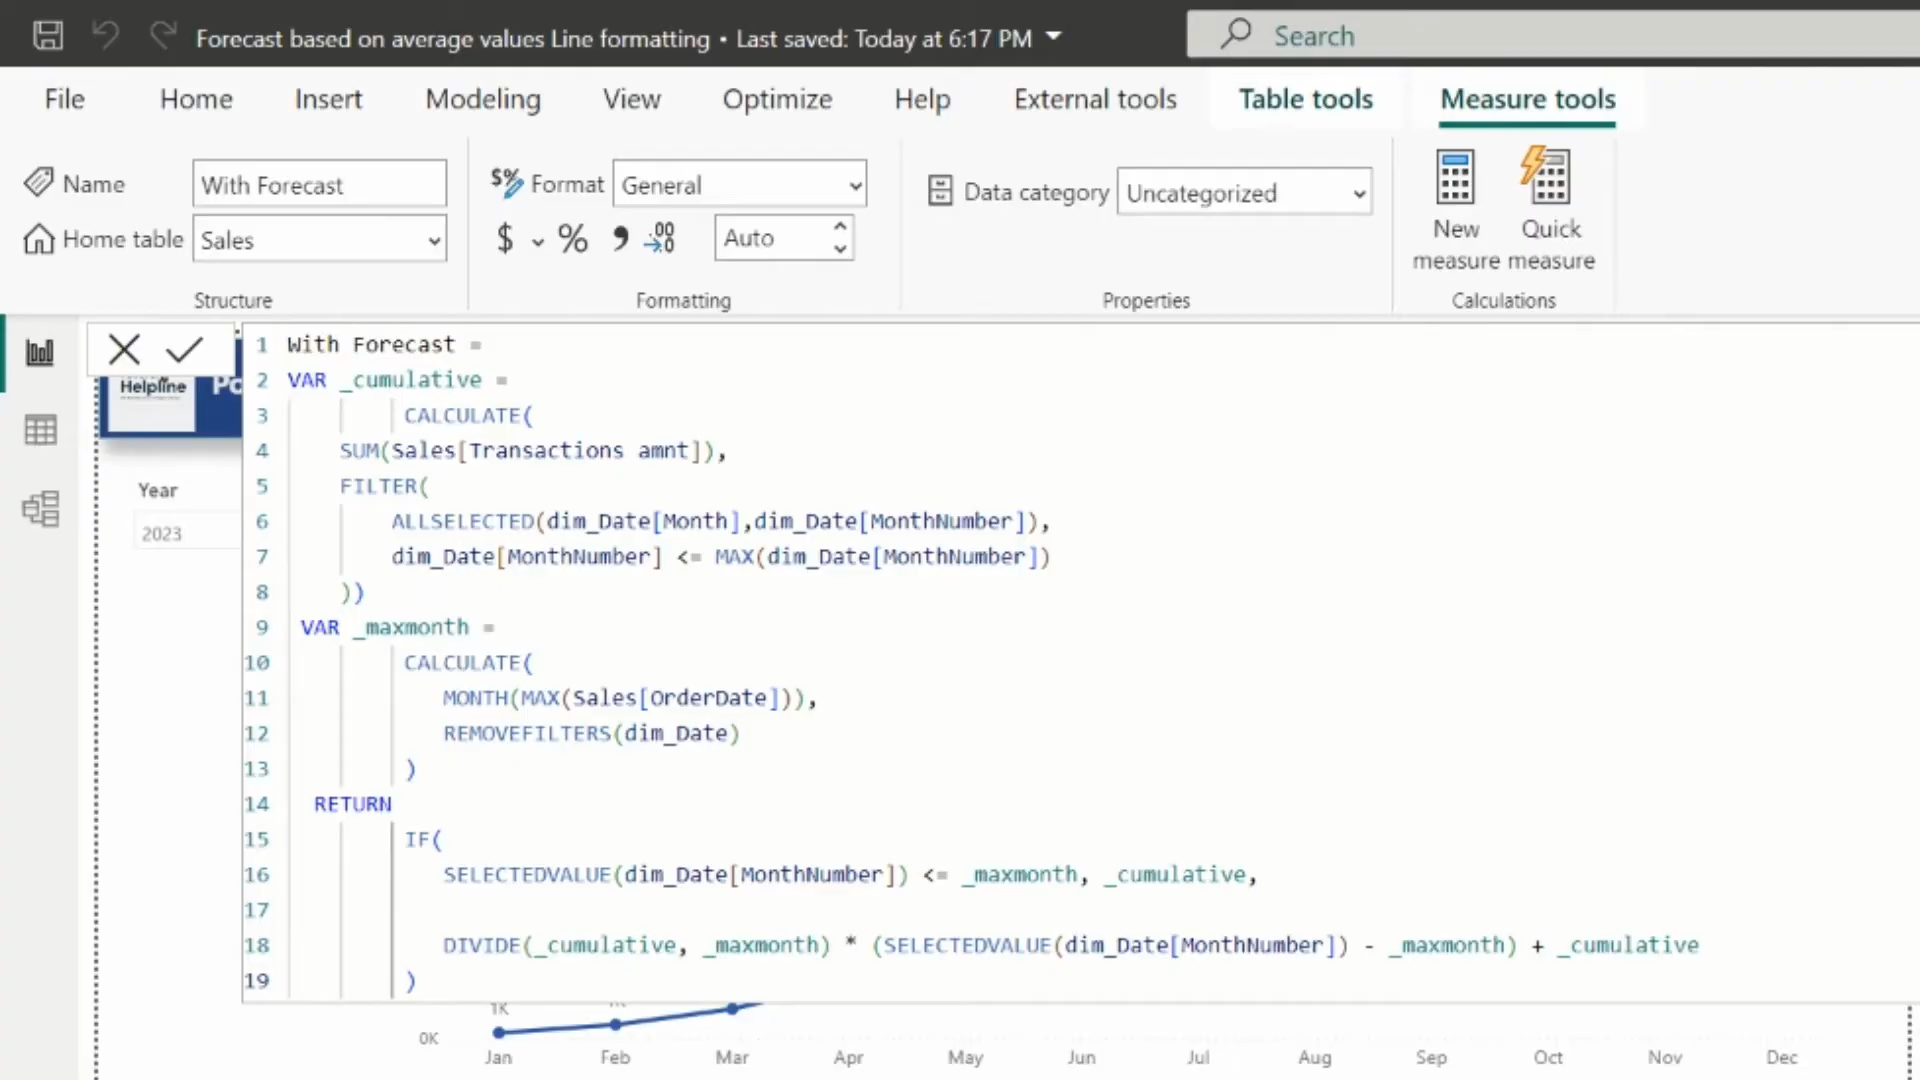 Forecast based on average values Line formatting • Last saved: Today at 6:17 PM
Search
File Home Insert Modeling View Optimize Help External tools Table tools Measure tools
Name With Forecast
Home table Sales
Structure
$% Format General
$ % , .00 →.0 Auto
Formatting
Data category Uncategorized
Properties
New measure
Quick measure
Calculations
Helpline
Po
Year
2023
1 With Forecast =
2 VAR _cumulative =
3 CALCULATE(
4 SUM(Sales[Transactions amnt]),
5 FILTER(
6 ALLSELECTED(dim_Date[Month],dim_Date[MonthNumber]),
7 dim_Date[MonthNumber] <= MAX(dim_Date[MonthNumber])
8 ))
9 VAR _maxmonth =
10 CALCULATE(
11 MONTH(MAX(Sales[OrderDate])),
12 REMOVEFILTERS(dim_Date)
13 )
14 RETURN
15 IF(
16 SELECTEDVALUE(dim_Date[MonthNumber]) <= _maxmonth, _cumulative,
17
18 DIVIDE(_cumulative, _maxmonth) * (SELECTEDVALUE(dim_Date[MonthNumber]) - _maxmonth) + _cumulative
19 )
1K
0K
Jan Feb Mar Apr May Jun Jul Aug Sep Oct Nov Dec